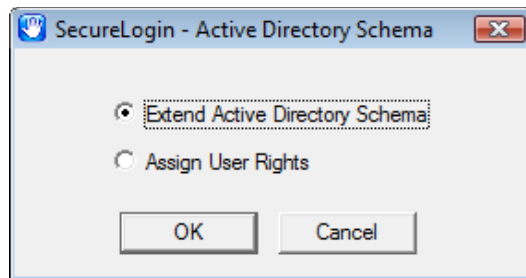 SecureLogin - Active Directory Schema
Extend Active Directory Schema
Assign User Rights
OK Cancel